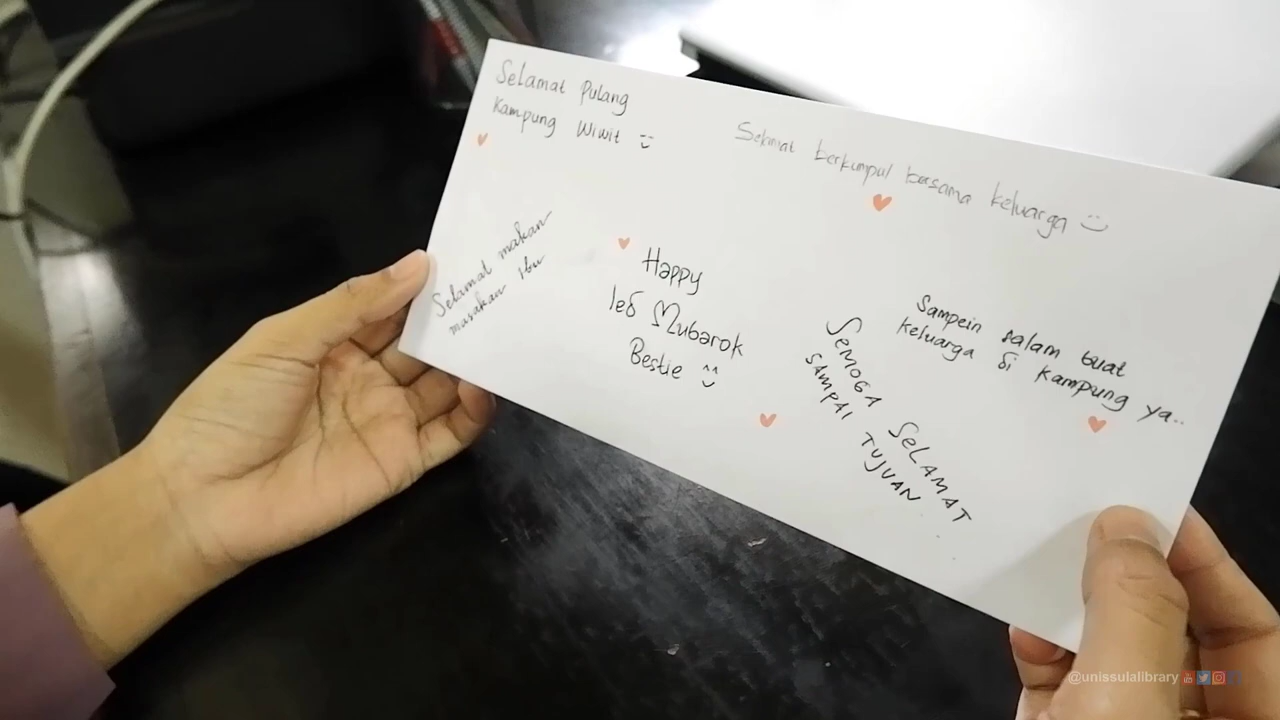 Selamat Pulang
Kampung Wiwit
Selamat berkumpul bersama keluarga
Selamat makan
masakan Ibu
Happy
Ied Mubarok
Bestie
Sampein salam buat
keluarga di Kampung ya..
SEMOGA SELAMAT
SAMPAI TUJUAN
@unissulalibrary